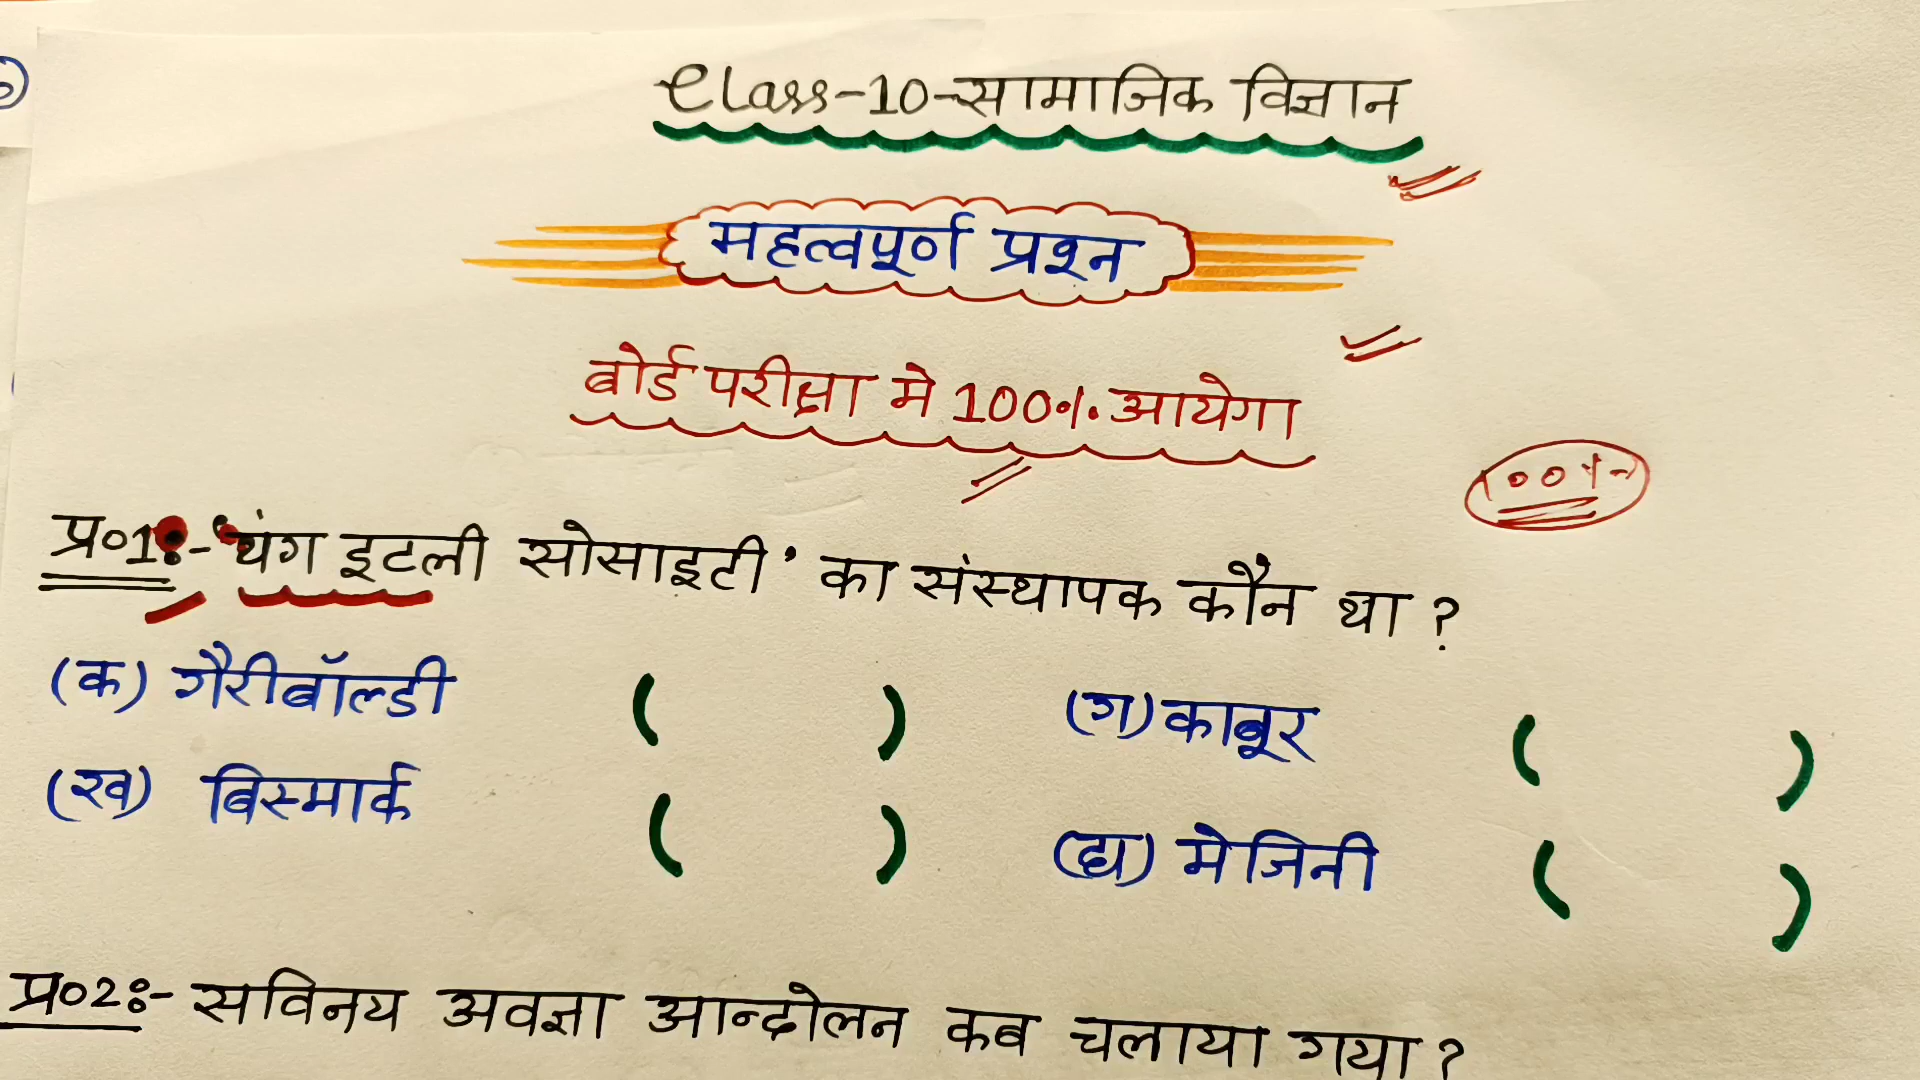 Class-10-सामाजिक विज्ञान
महत्वपूर्ण प्रश्न
बोर्ड परीक्षा मे 100% आयेगा
100%
प्र०1:- 'यंग इटली सोसाइटी' का संस्थापक कौन था ?
(क) गैरीबॉल्डी ( ) (ग) काबूर ( )
(ख) बिस्मार्क ( ) (घ) मेजिनी ( )
प्र०2:- सविनय अवज्ञा आन्दोलन कब चलाया गया ?